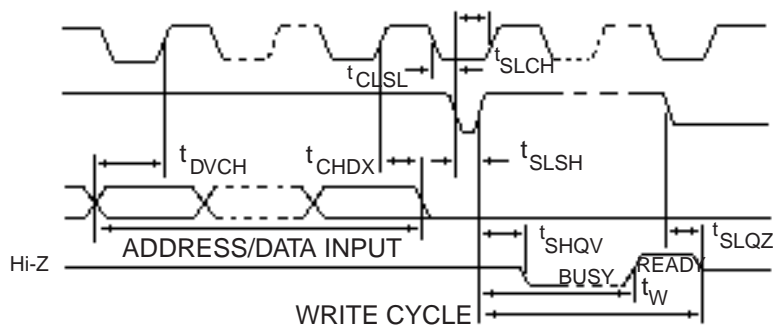 tCLSL
tSLCH
tDVCH
tCHDX
tSLSH
ADDRESS/DATA INPUT
tSHQV
tSLQZ
Hi-Z
BUSY
READY
tW
WRITE CYCLE